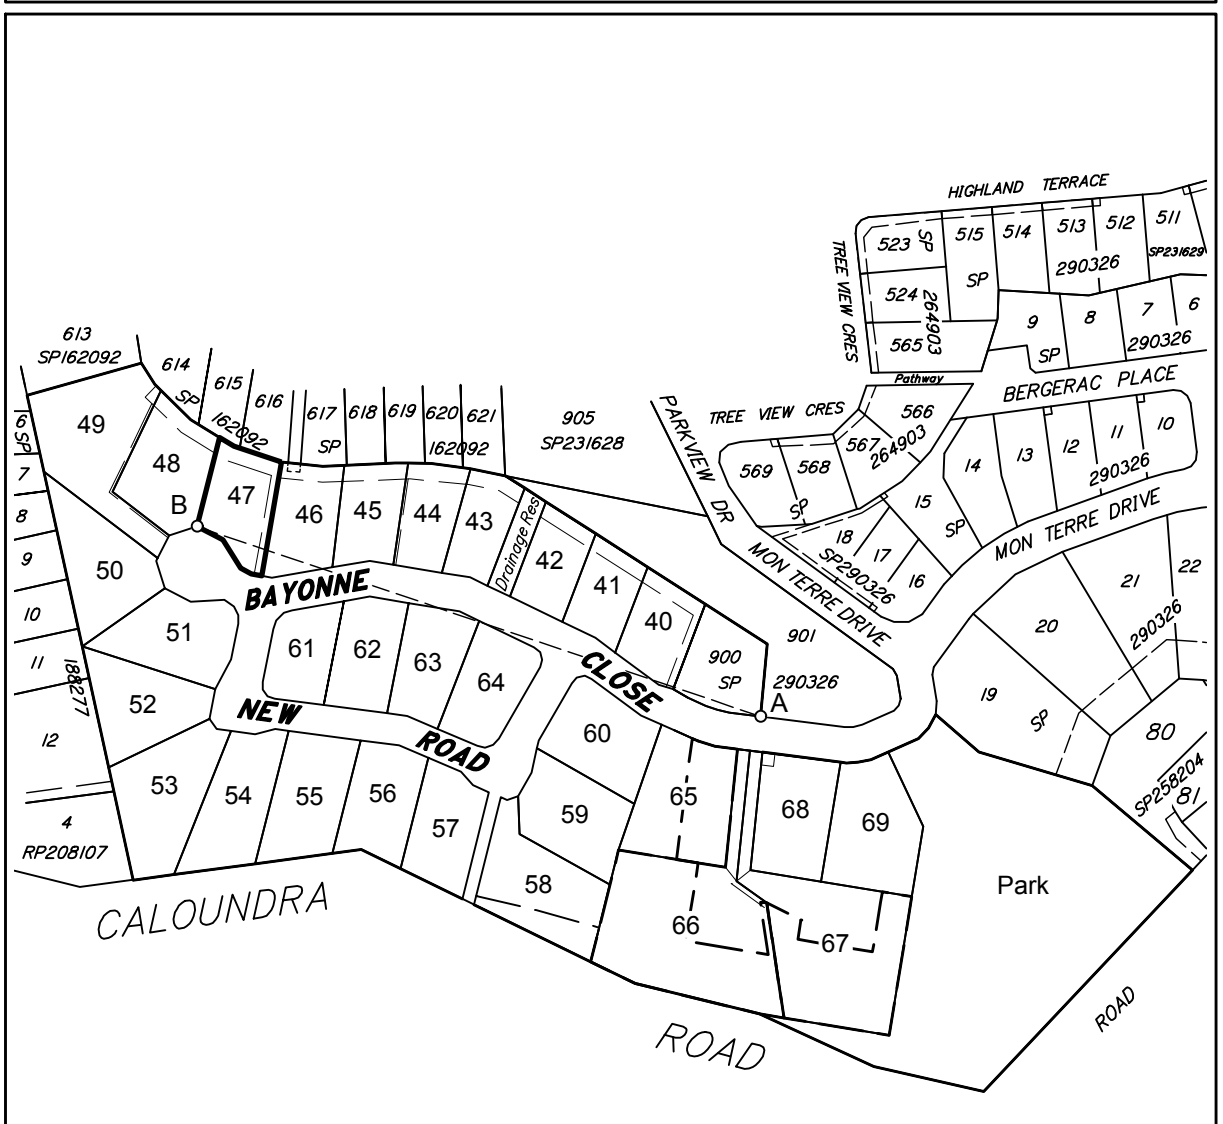 HIGHLAND TERRACE
TREE VIEW CRES
523
SP
515
514
513
512
511
SP231629
SP
290326
524
264903
565
9
8
7
6
SP
290326
Pathway
BERGERAC PLACE
613
SP162092
614
SP
615
616
162092
617
618
619
620
621
SP
162092
905
SP231628
PARKVIEW DR
TREE VIEW CRES
566
567
264903
569
568
SP
14
13
12
11
10
290326
15
SP
MON TERRE DRIVE
18
17
16
SP290326
MON TERRE DRIVE
6
SP
7
8
9
10
11
188277
12
4
RP208107
49
48
B
47
46
45
44
43
Drainage Res
42
41
40
900
SP
901
290326
A
BAYONNE
CLOSE
50
51
52
53
61
62
63
64
NEW
ROAD
54
55
56
57
58
59
60
65
66
67
68
69
19
SP
20
21
22
290326
80
SP258204
81
Park
CALOUNDRA
ROAD
ROAD